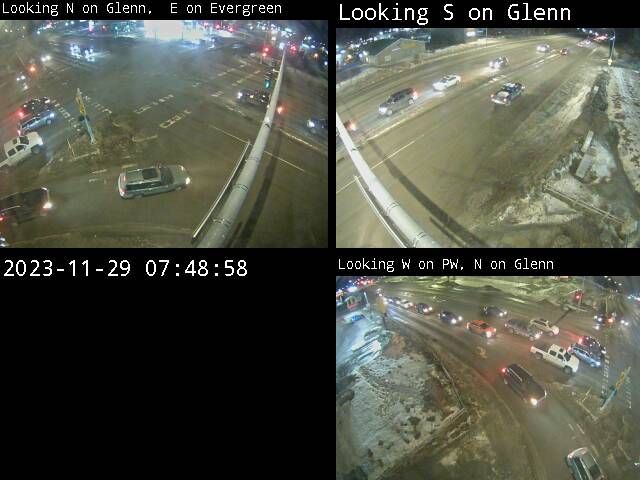 Looking N on Glenn,  E on Evergreen
Looking S on Glenn
2023-11-29 07:48:58
Looking W on PW, N on Glenn